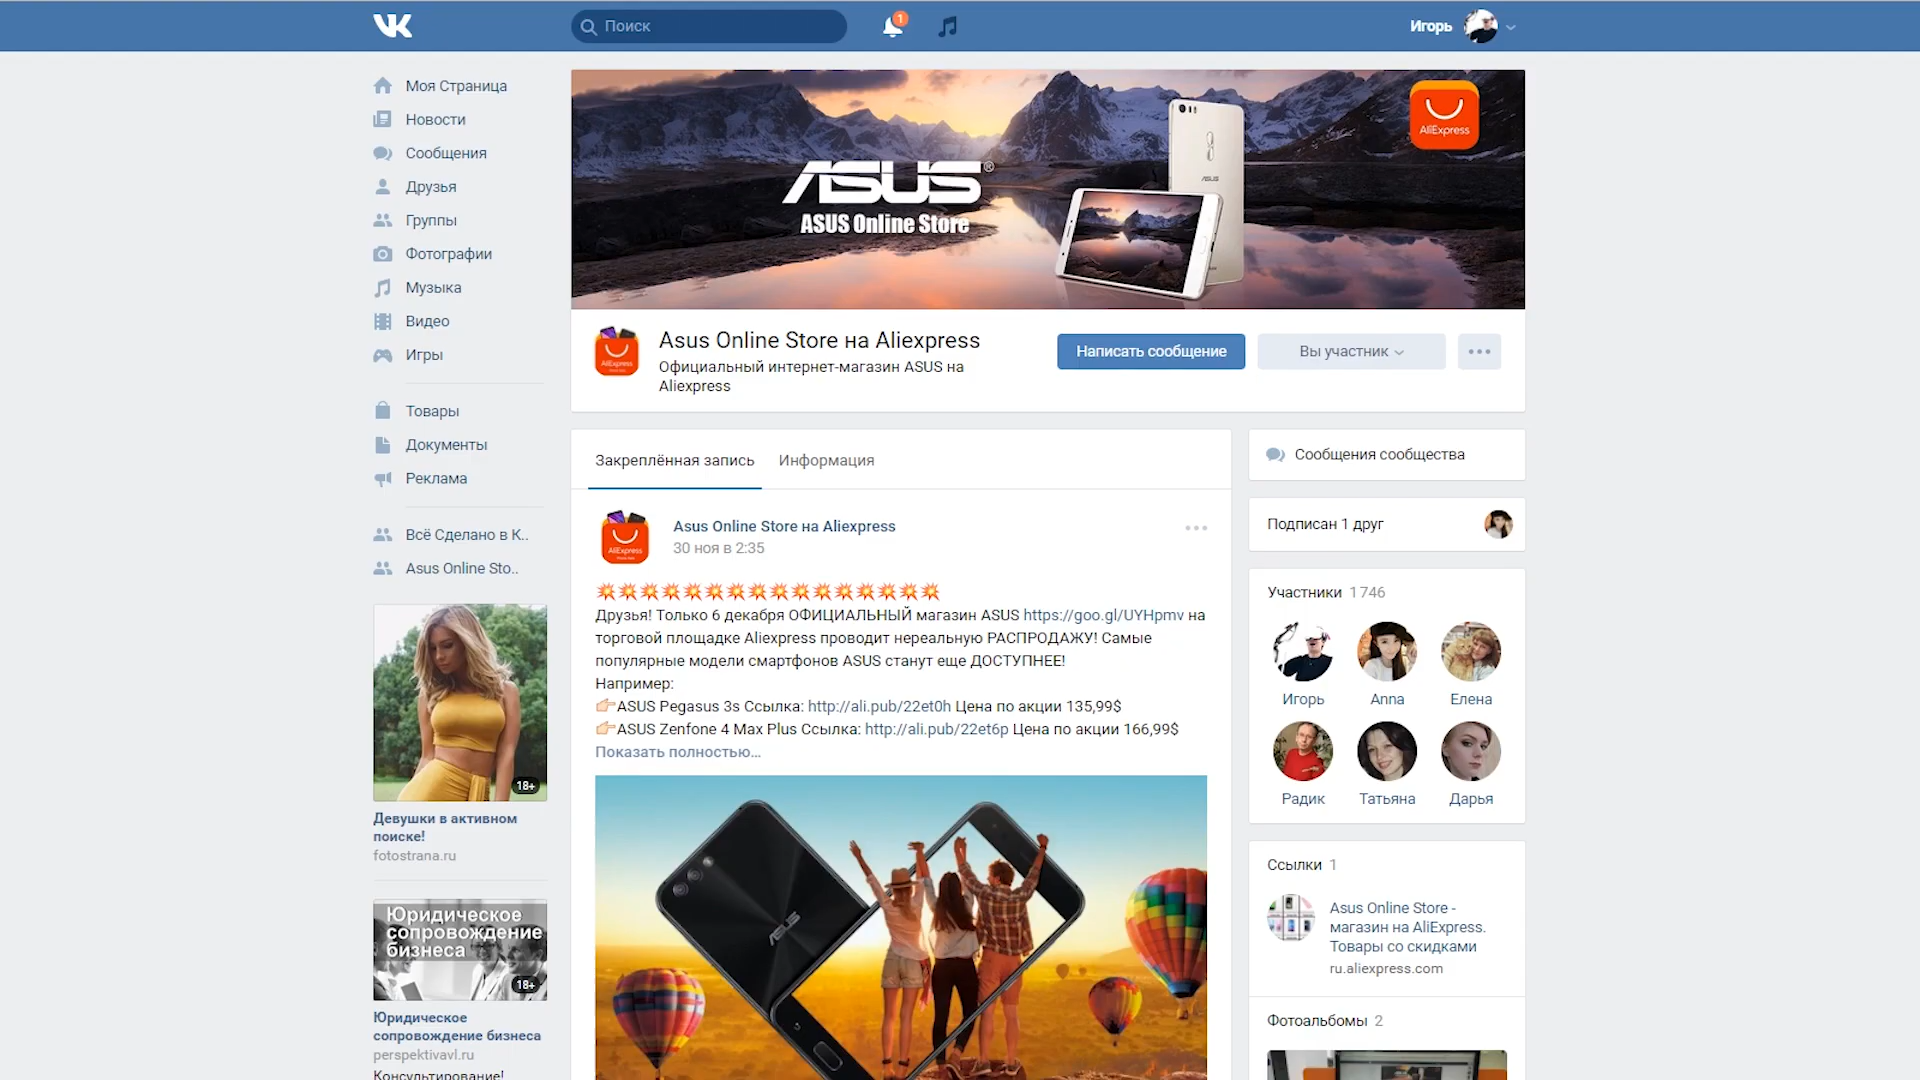 Поиск
1
Игорь
Моя Страница
Новости
Сообщения
Друзья
Группы
Фотографии
Музыка
Видео
Игры
Товары
Документы
Реклама
Всё Сделано в К..
Asus Online Sto..
18+
Девушки в активном
поиске!
fotostrana.ru
Юридическое
сопровождение
бизнеса
18+
Юридическое
сопровождение бизнеса
perspektivavl.ru
Консультирование!
ASUS®
ASUS Online Store
ASUS
AliExpress
AliExpress
Asus Online Store на Aliexpress
Официальный интернет-магазин ASUS на
Aliexpress
Написать сообщение
Вы участник
Закреплённая запись
Информация
AliExpress
Asus Online Store на Aliexpress
30 ноя в 2:35
💥💥💥💥💥💥💥💥💥💥💥💥💥💥💥💥
Друзья! Только 6 декабря ОФИЦИАЛЬНЫЙ магазин ASUS https://goo.gl/UYHpmv на
торговой площадке Aliexpress проводит нереальную РАСПРОДАЖУ! Самые
популярные модели смартфонов ASUS станут еще ДОСТУПНЕЕ!
Например:
👉ASUS Pegasus 3s Ссылка: http://ali.pub/22et0h Цена по акции 135,99$
👉ASUS Zenfone 4 Max Plus Ссылка: http://ali.pub/22et6p Цена по акции 166,99$
Показать полностью…
ASUS
Сообщения сообщества
Подписан 1 друг
Участники 1 746
Игорь
Anna
Елена
Радик
Татьяна
Дарья
Ссылки 1
Asus Online Store -
магазин на AliExpress.
Товары со скидками
ru.aliexpress.com
Фотоальбомы 2